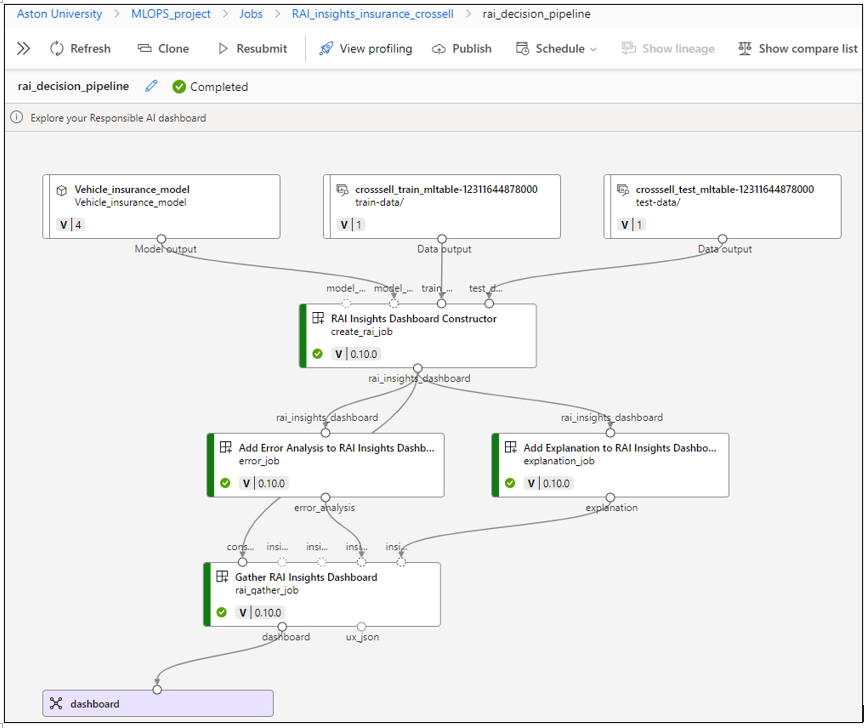 Aston University > MLOPS_project > Jobs > RAI_insights_insurance_crossell > rai_decision_pipeline
Refresh Clone Resubmit View profiling Publish Schedule Show lineage Show compare list
rai_decision_pipeline Completed
Explore your Responsible AI dashboard
Vehicle_insurance_model
Vehicle_insurance_model
V 4
Model output
crosssell_train_mltable-12311644878000
train-data/
V 1
Data output
crosssell_test_mltable-12311644878000
test-data/
V 1
Data output
model_... model_... train_... test_d...
RAI Insights Dashboard Constructor
create_rai_job
V 0.10.0
rai_insights_dashboard
rai_insights_dashboard
Add Error Analysis to RAI Insights Dashb...
error_job
V 0.10.0
error_analysis
rai_insights_dashboard
Add Explanation to RAI Insights Dashbo...
explanation_job
V 0.10.0
explanation
cons... insi... insi... insi... insi...
Gather RAI Insights Dashboard
rai_gather_job
V 0.10.0
dashboard ux_json
dashboard